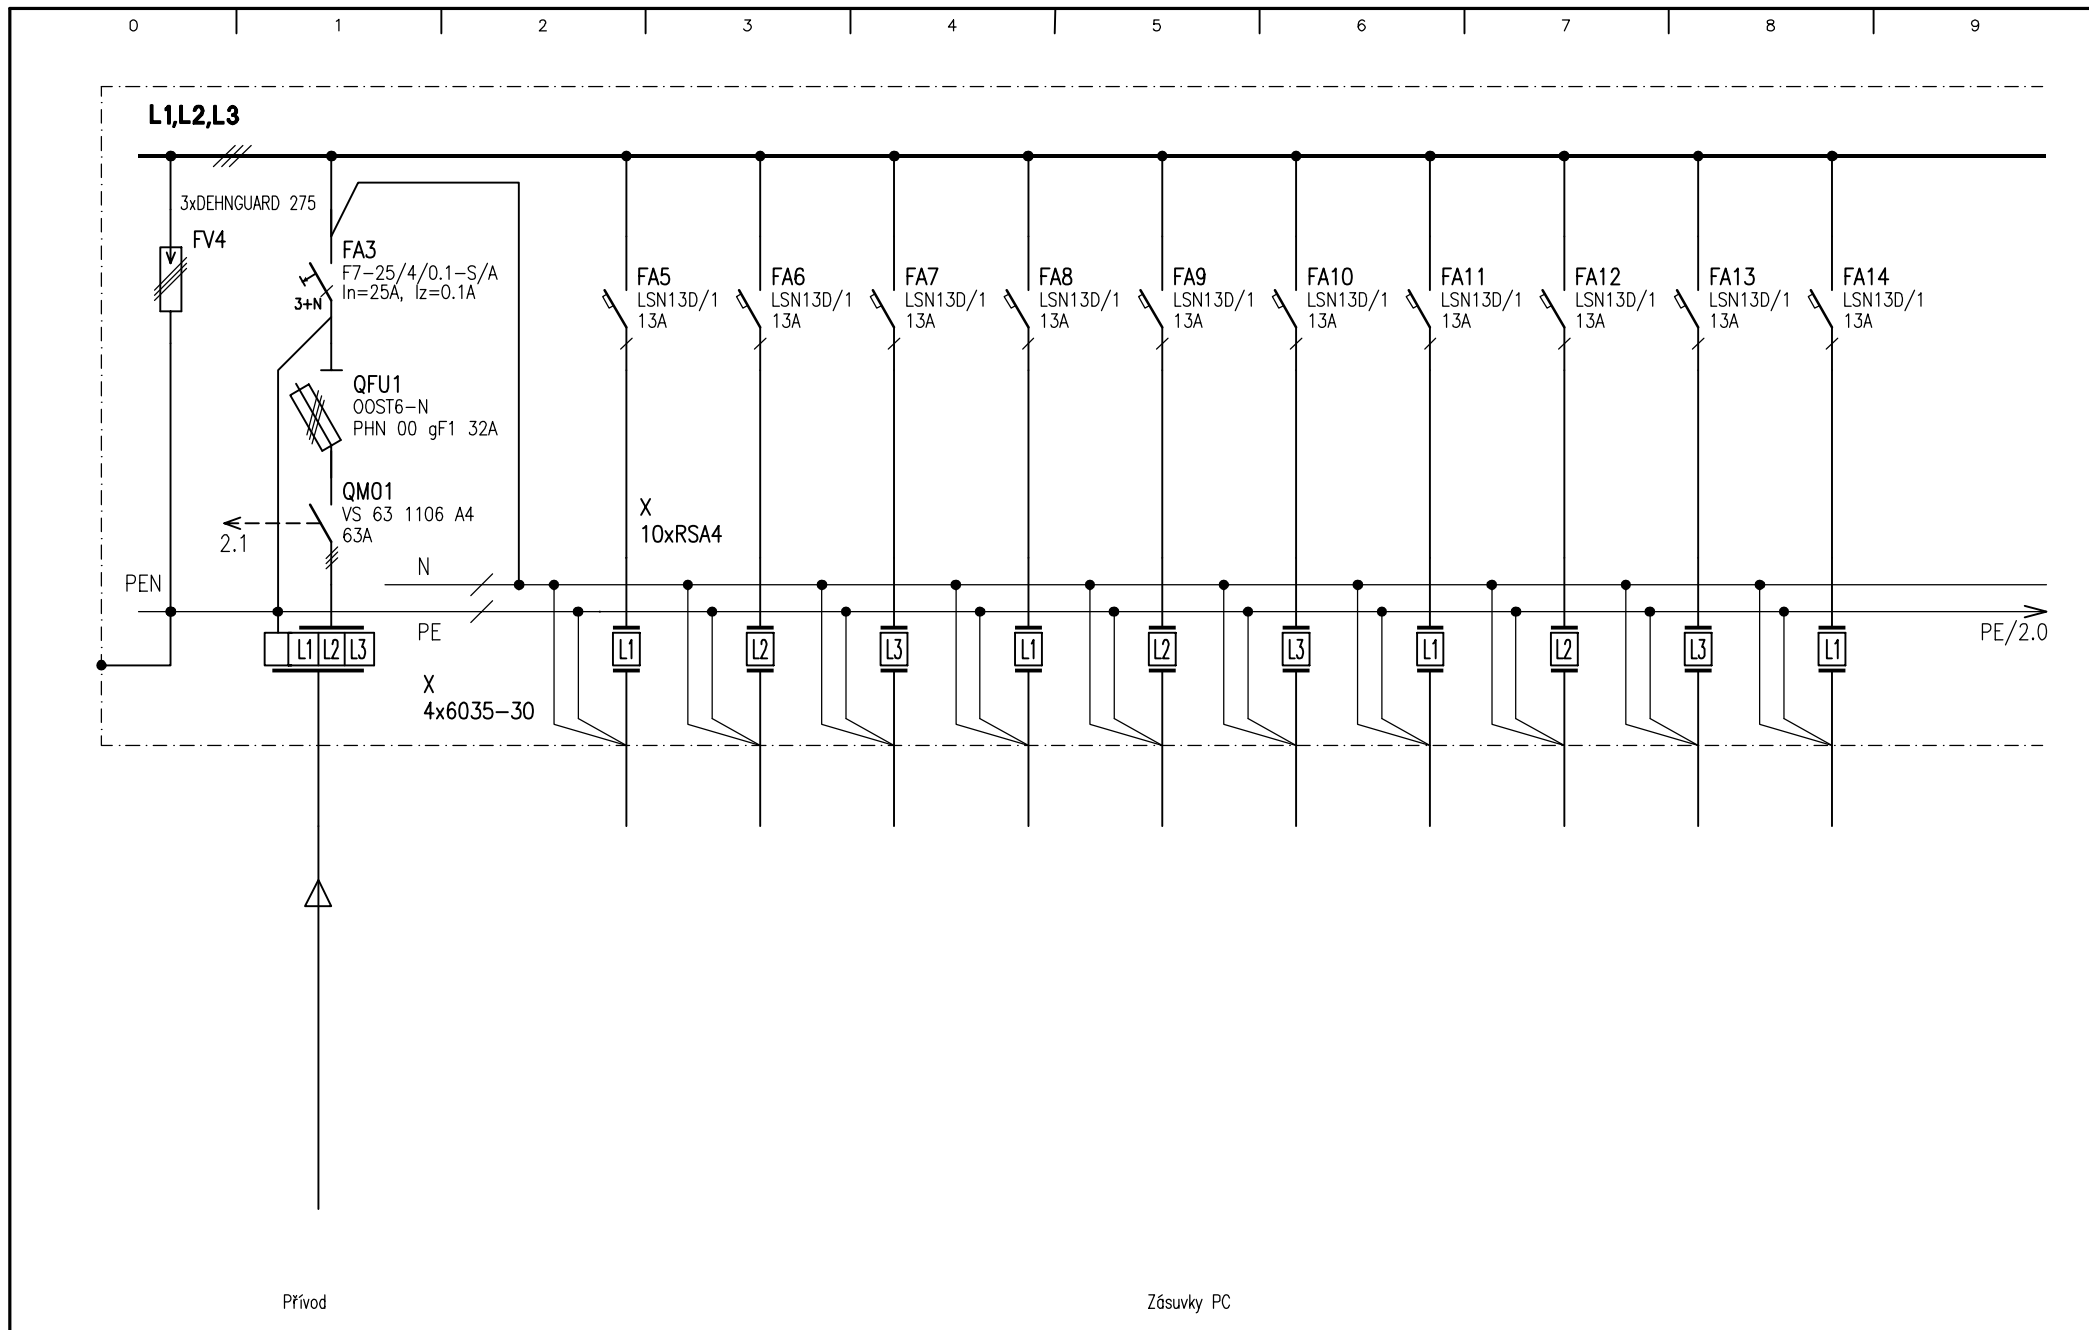 0 1 2 3 4 5 6 7 8 9
L1,L2,L3
3xDEHNGUARD 275
FV4
FA3
F7-25/4/0.1-S/A
In=25A, Iz=0.1A
3+N
QFU1
OOST6-N
PHN 00 gF1 32A
QM01
VS 63 1106 A4
63A
2.1
FA5
LSN13D/1
13A
FA6
LSN13D/1
13A
FA7
LSN13D/1
13A
FA8
LSN13D/1
13A
FA9
LSN13D/1
13A
FA10
LSN13D/1
13A
FA11
LSN13D/1
13A
FA12
LSN13D/1
13A
FA13
LSN13D/1
13A
FA14
LSN13D/1
13A
X
10xRSA4
N
PEN
PE
PE/2.0
L1 L2 L3
L1 L2 L3 L1 L2 L3 L1 L2 L3 L1
X
4x6035-30
Přívod
Zásuvky PC